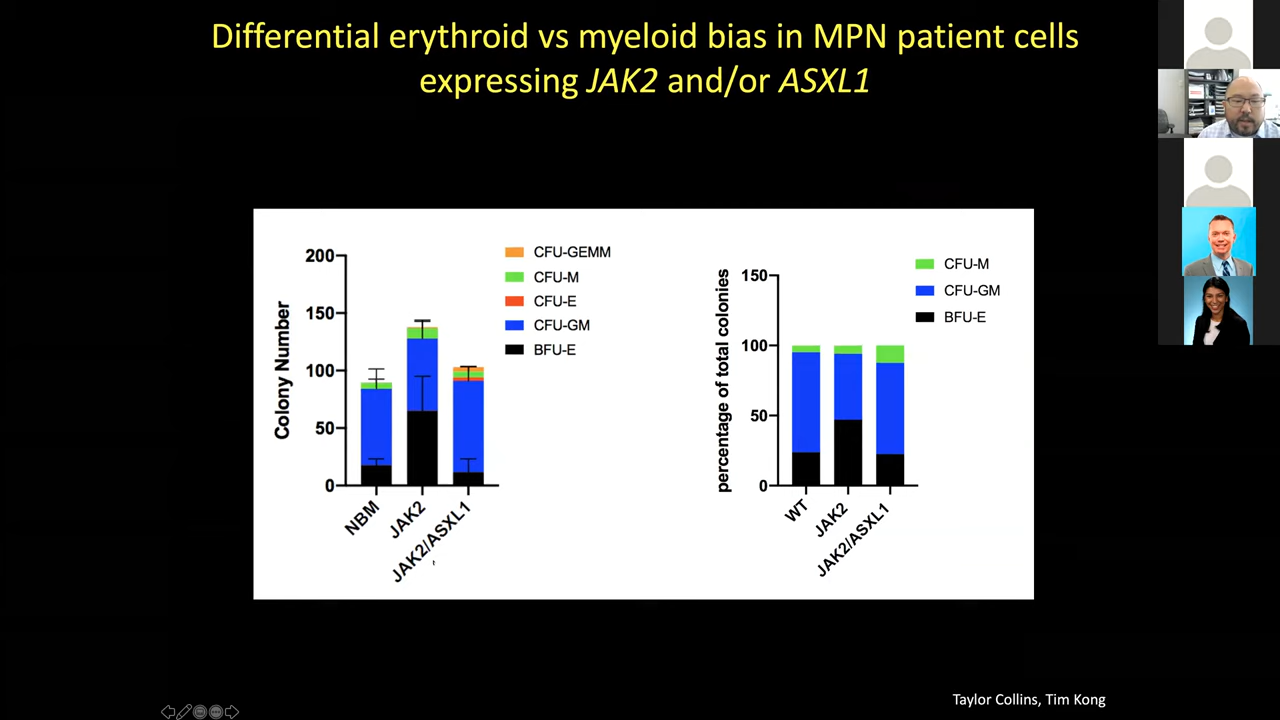 Differential erythroid vs myeloid bias in MPN patient cells
expressing JAK2 and/or ASXL1
200
150
100
50
0
Colony Number
NBM
JAK2
JAK2/ASXL1
CFU-GEMM
CFU-M
CFU-E
CFU-GM
BFU-E
150
100
50
0
percentage of total colonies
WT
JAK2
JAK2/ASXL1
CFU-M
CFU-GM
BFU-E
Taylor Collins, Tim Kong